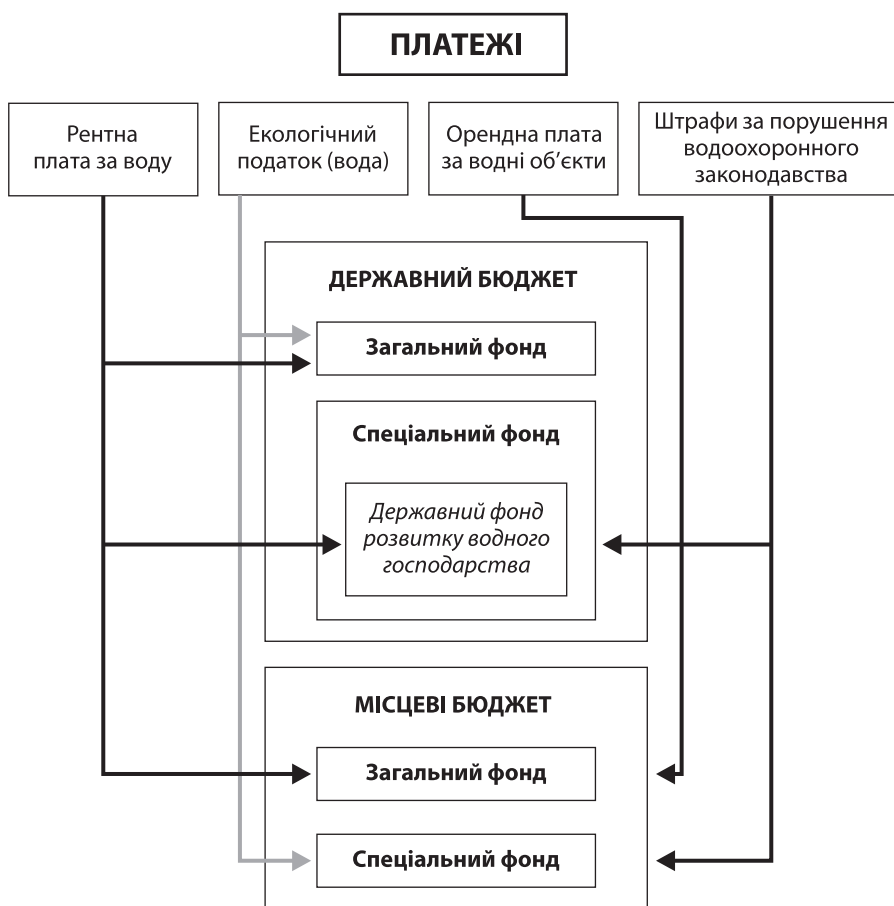 ПЛАТЕЖІ
Рентна
плата за воду
Екологічний
податок (вода)
Орендна плата
за водні об’єкти
Штрафи за порушення
водоохоронного
законодавства
ДЕРЖАВНИЙ БЮДЖЕТ
Загальний фонд
Спеціальний фонд
Державний фонд
розвитку водного
господарства
МІСЦЕВІ БЮДЖЕТ
Загальний фонд
Спеціальний фонд